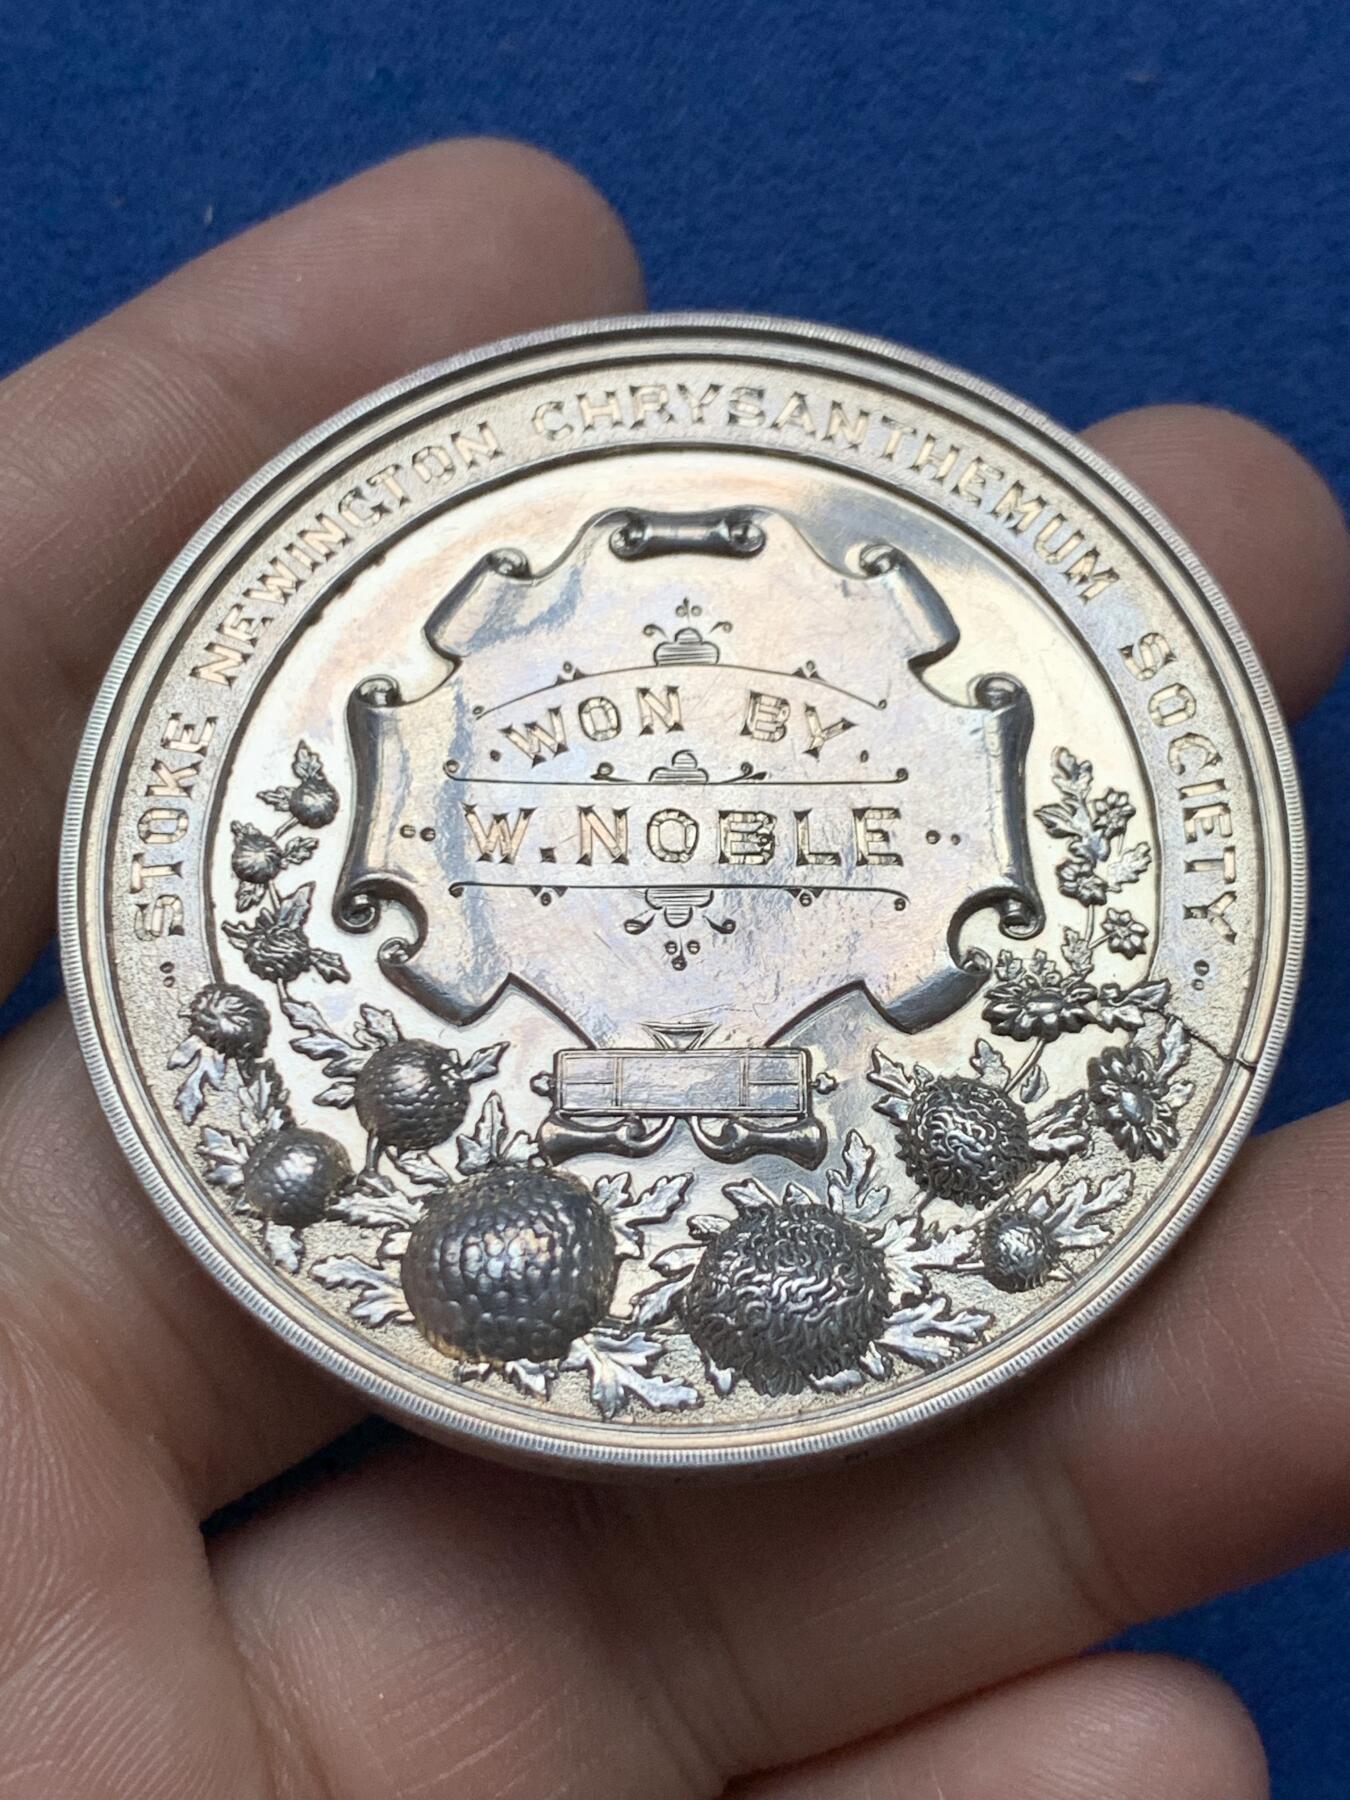 STOKE NEWINGTON CHRYSANTHEMUM SOCIETY
WON BY
W. NOBLE